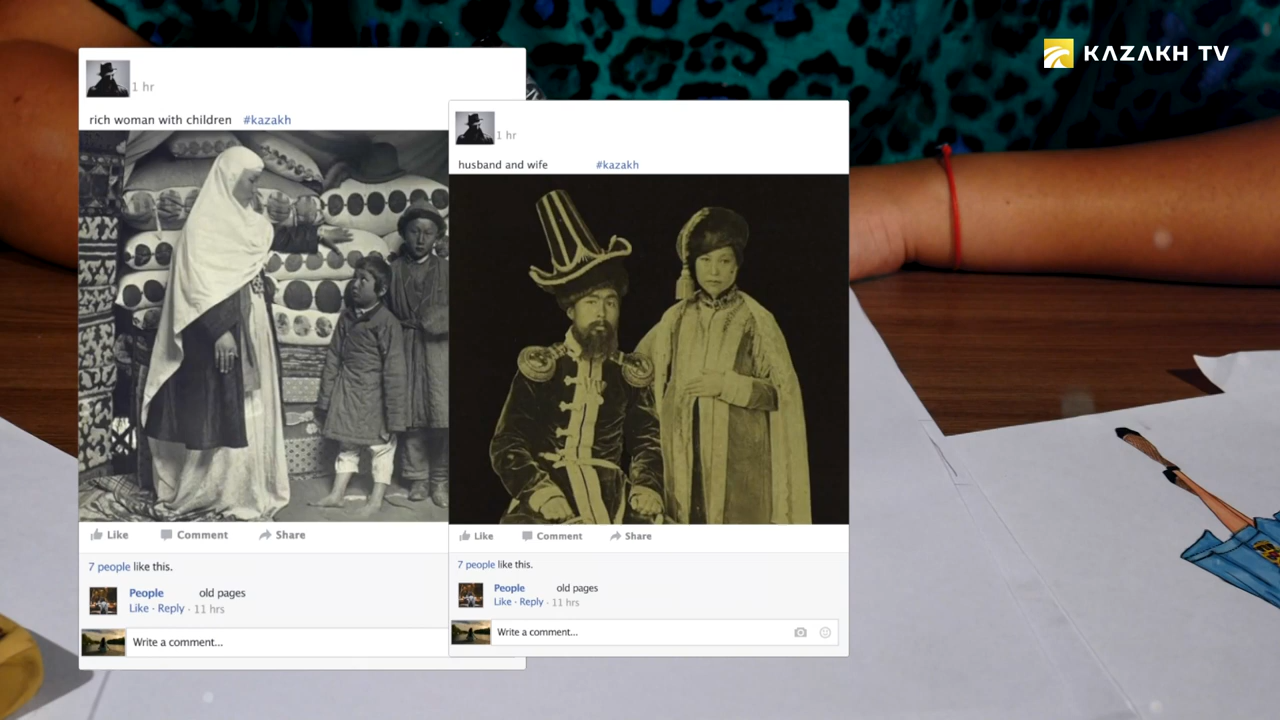 KAZAKH TV
1 hr
rich woman with children #kazakh
Like Comment Share
7 people like this.
People old pages
Like · Reply · 11 hrs
Write a comment...
1 hr
husband and wife #kazakh
Like Comment Share
7 people like this.
People old pages
Like · Reply · 11 hrs
Write a comment...